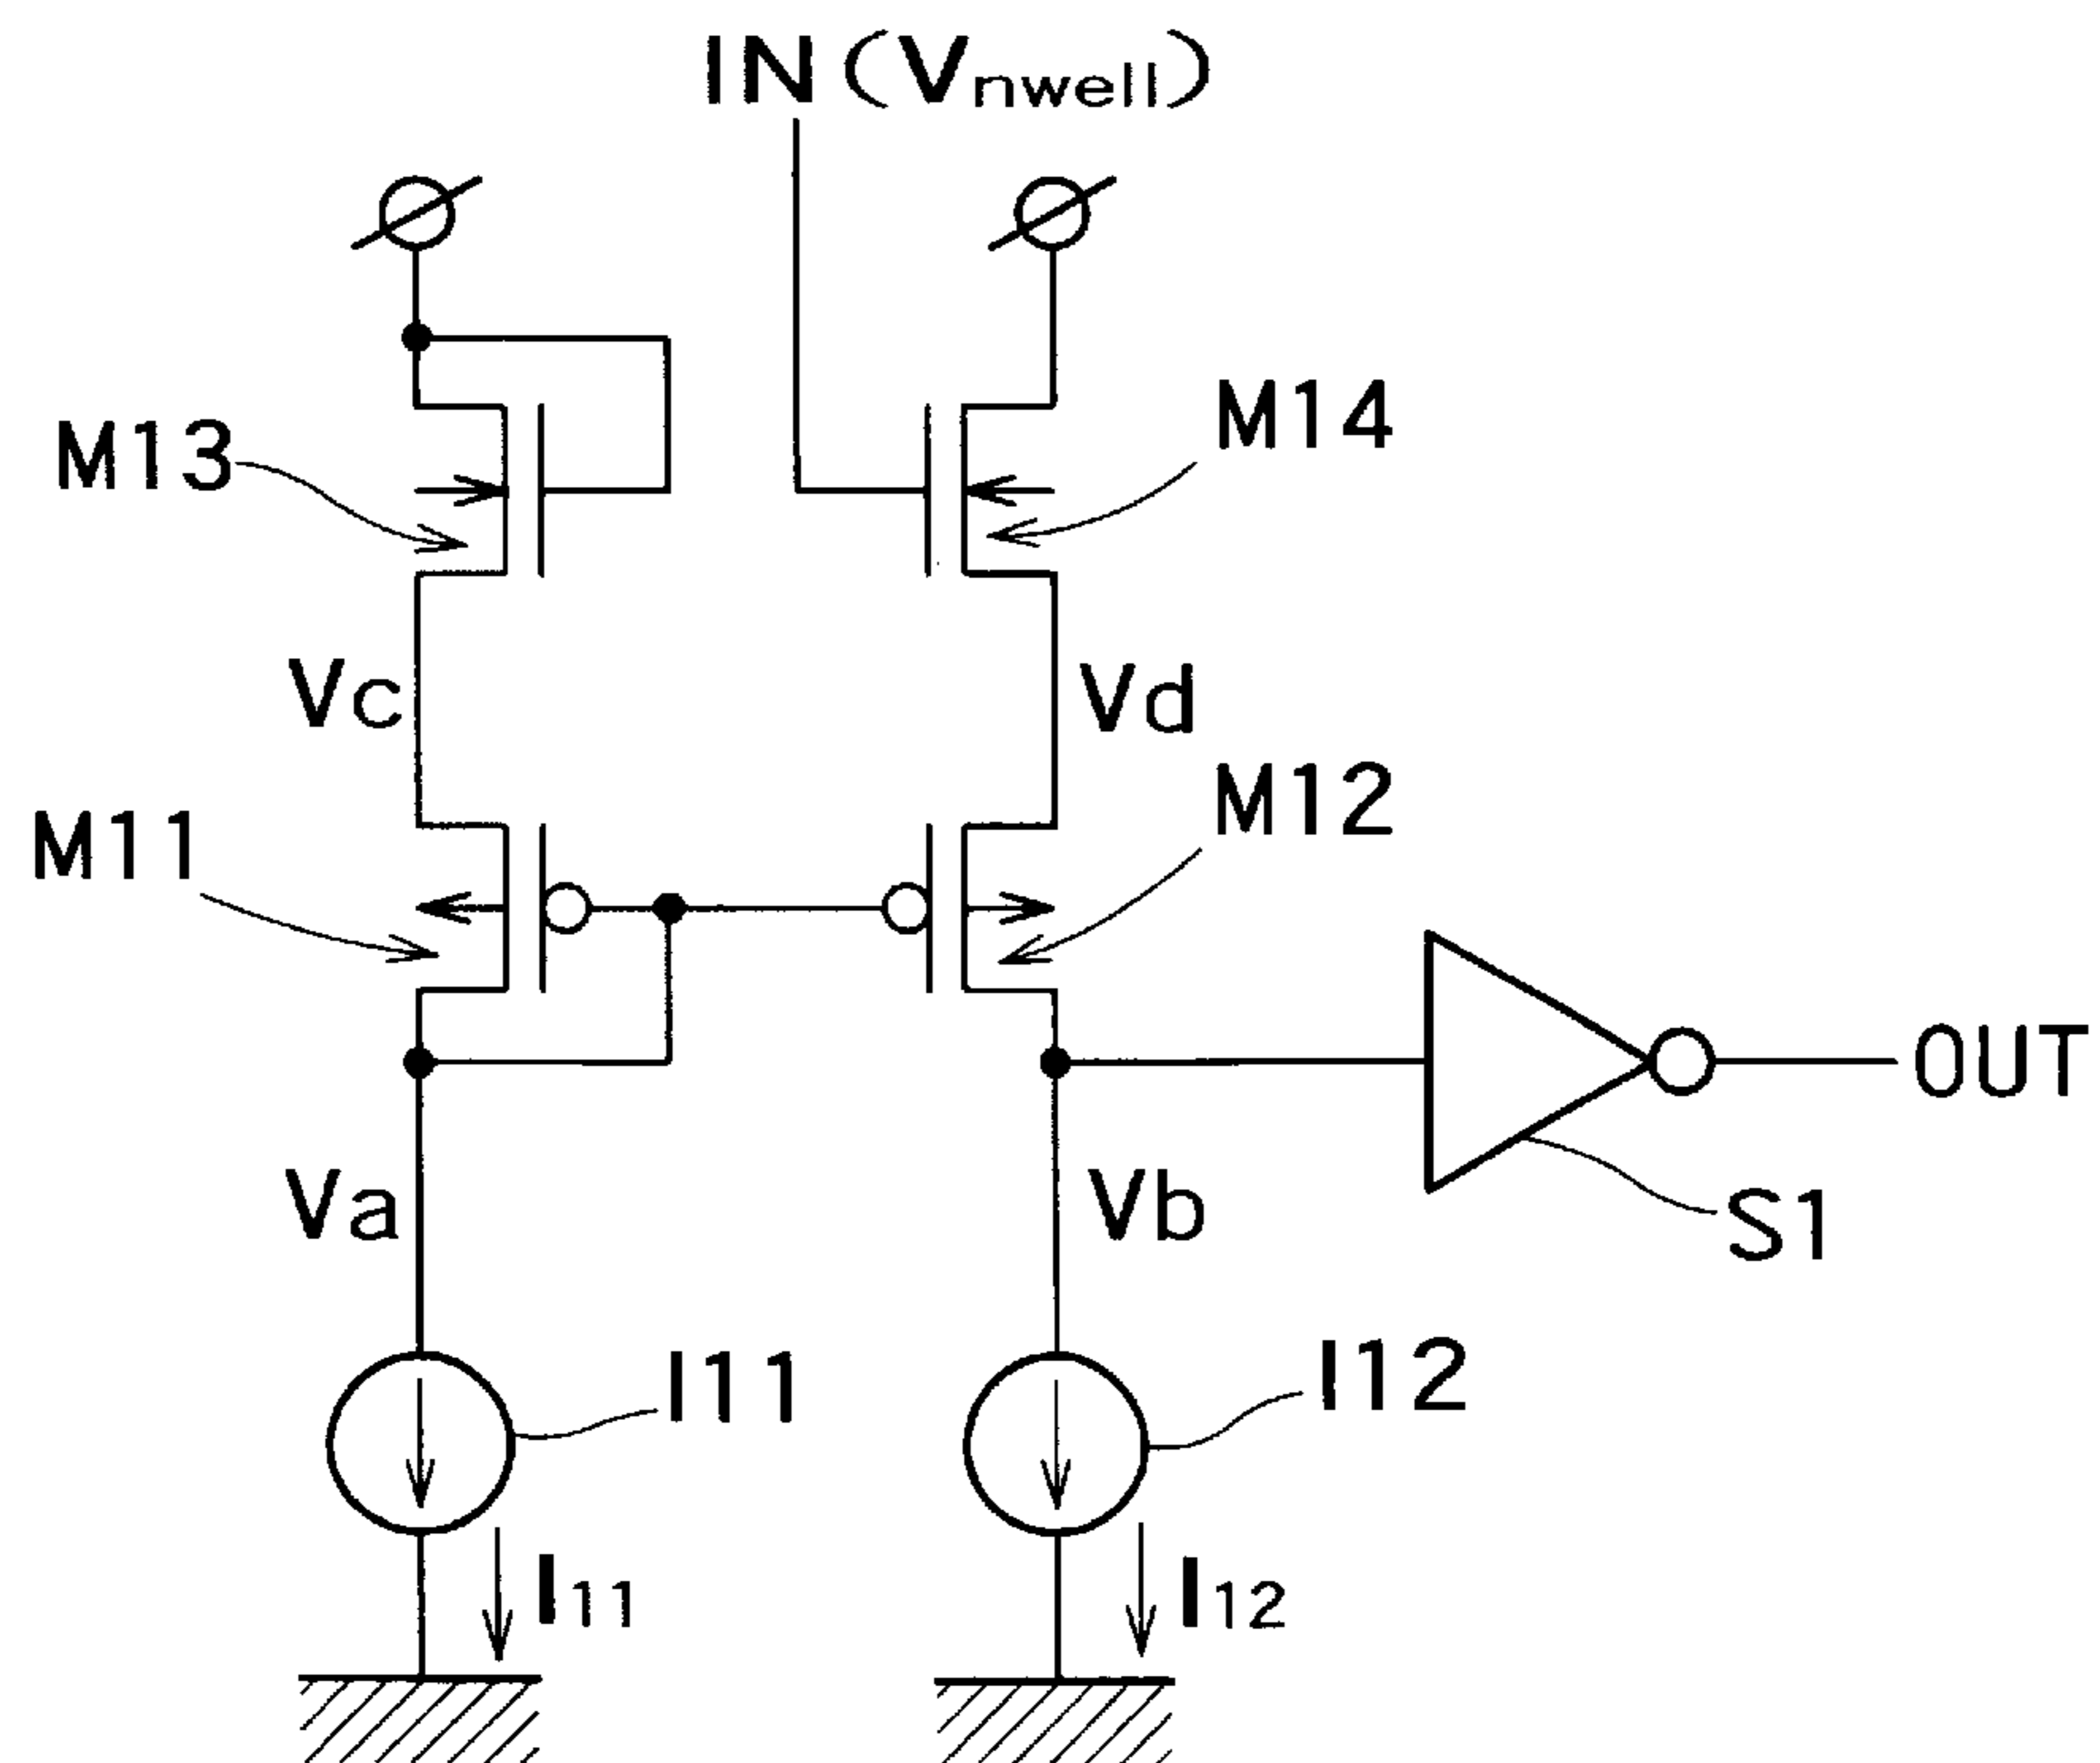 IN(Vnwell)
M13
M14
Vc
Vd
M11
M12
OUT
Va
Vb
S1
I11
I12
I11
I12